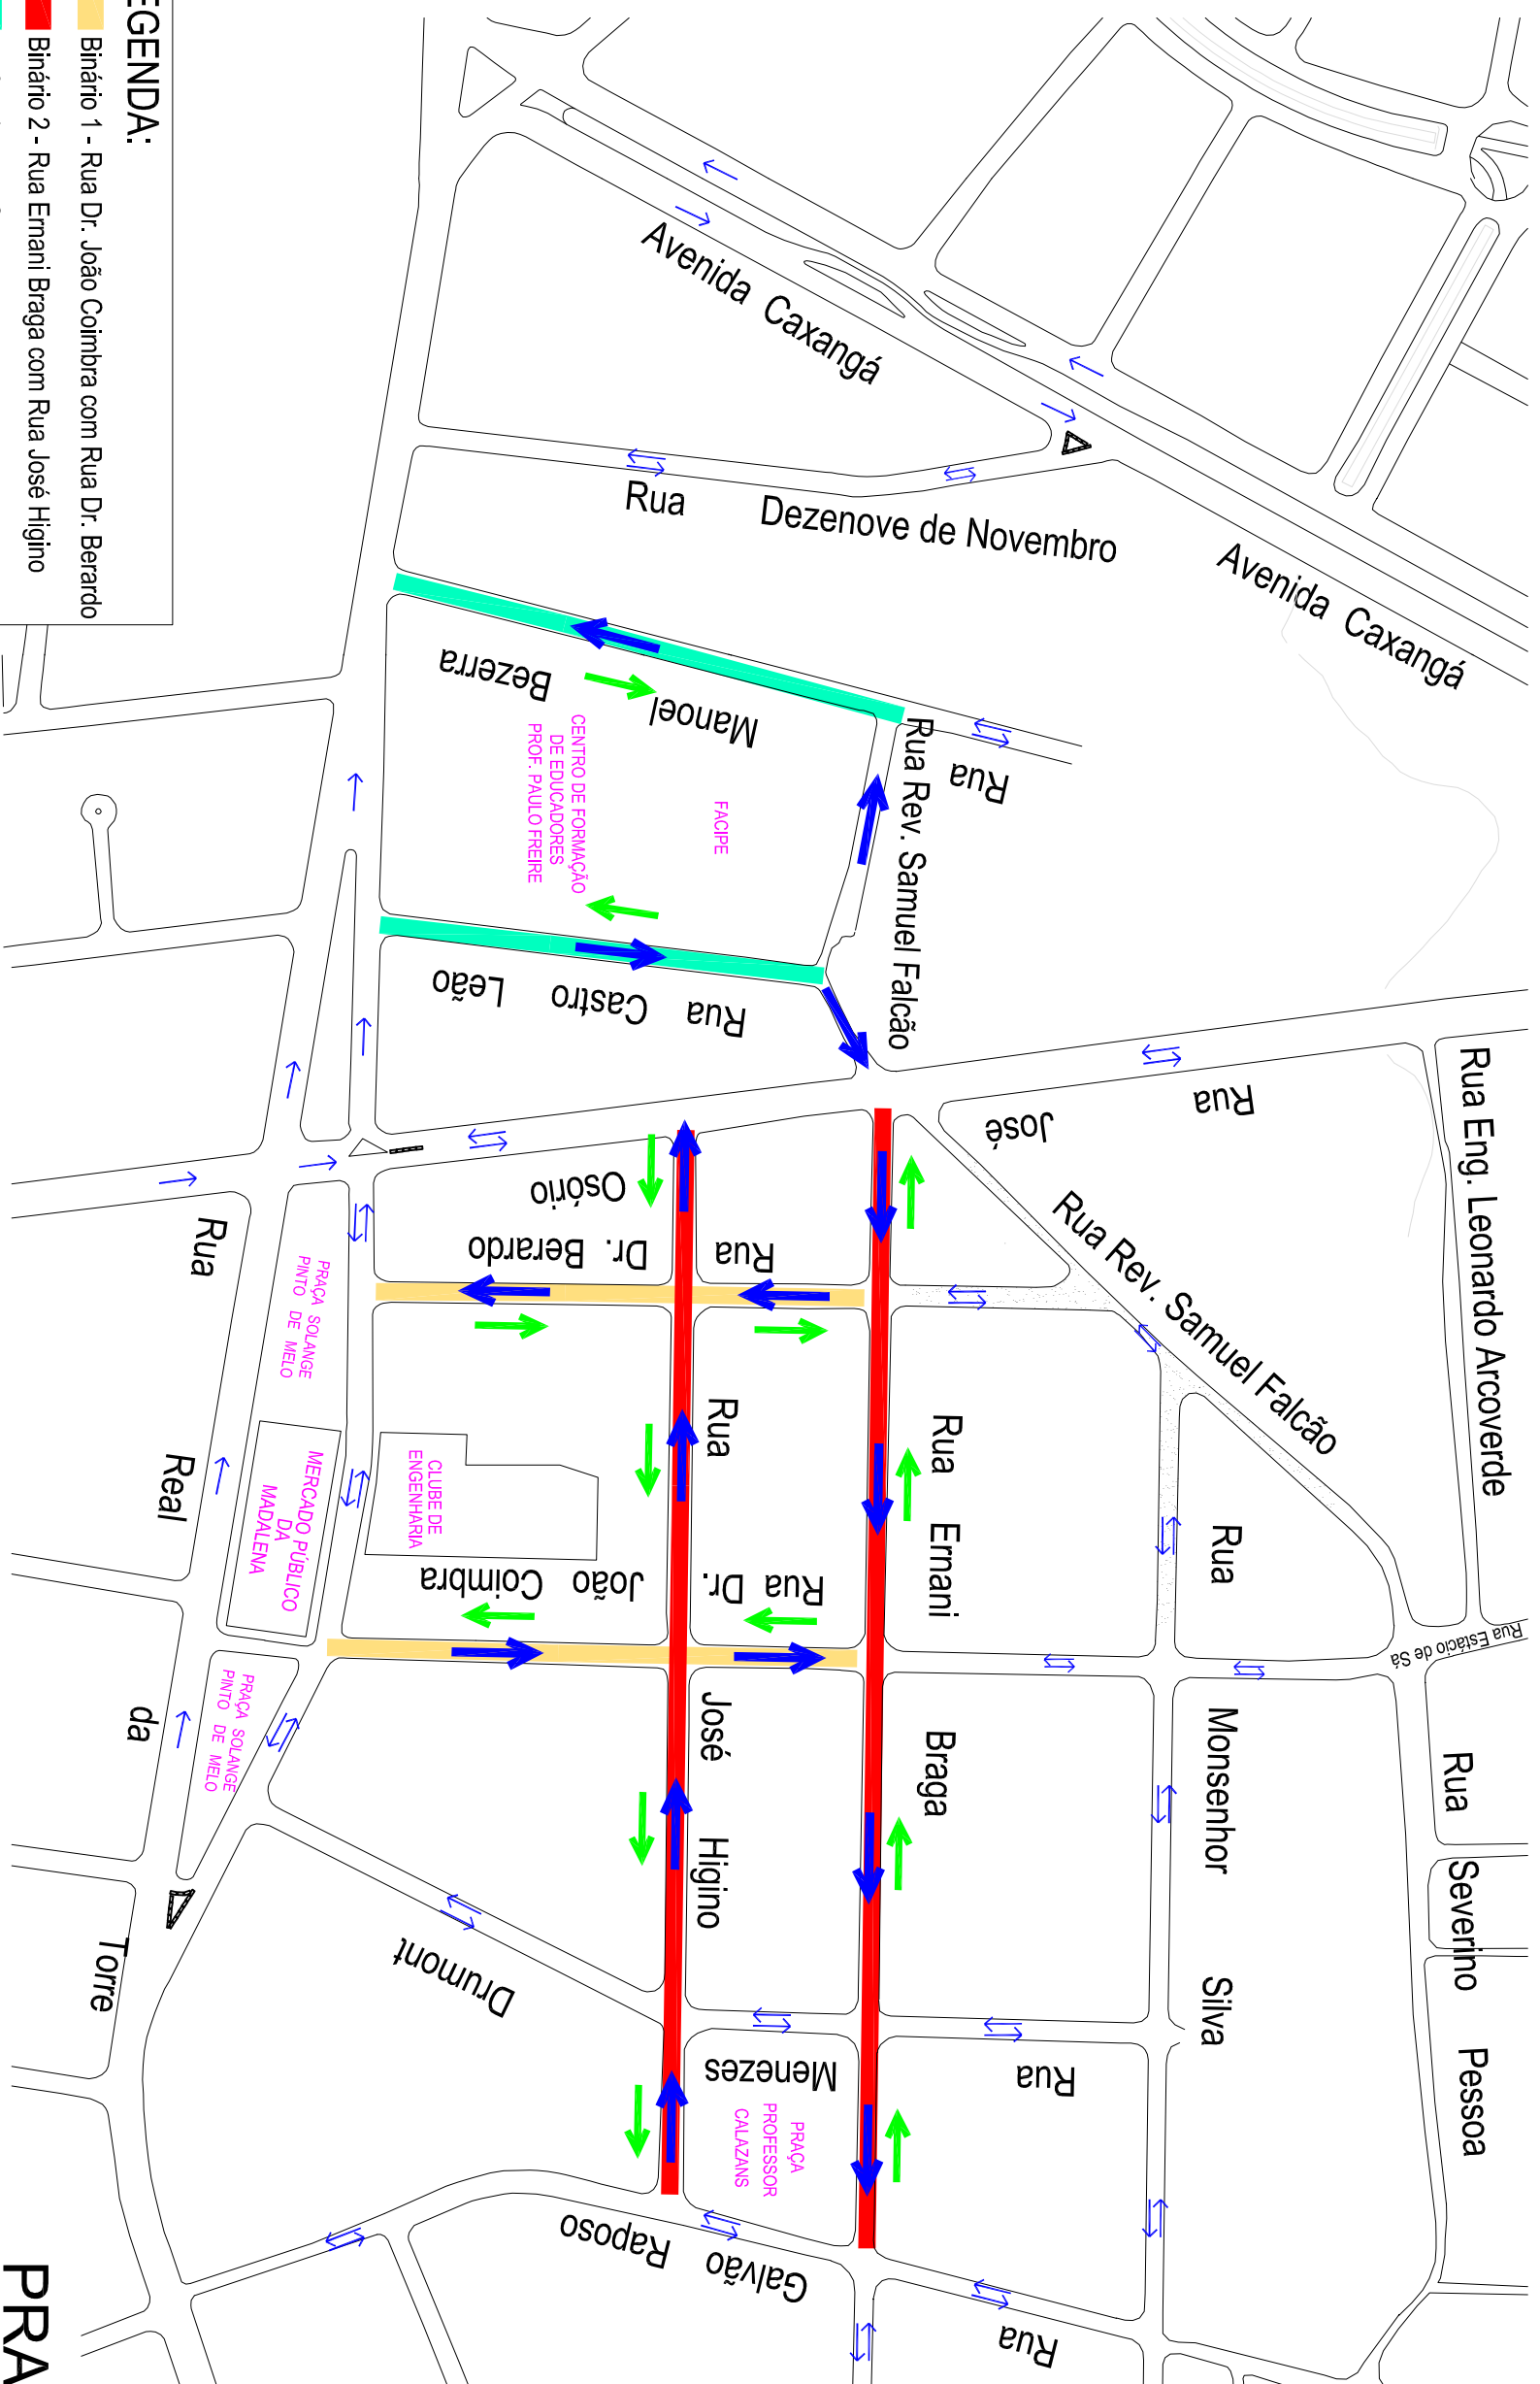 LEGENDA:
Binário 1 - Rua Dr. João Coimbra com Rua Dr. Berardo
Binário 2 - Rua Ernani Braga com Rua José Higino
Avenida Caxangá
Avenida Caxangá
Rua Dezenove de Novembro
Rua Manoel Bezerra
CENTRO DE FORMAÇÃO
DE EDUCADORES
PROF. PAULO FREIRE
FACIPE
Rua Rev. Samuel Falcão
Rua Castro Leão
Rua José Osório
Rua Eng. Leonardo Arcoverde
Rua Rev. Samuel Falcão
Rua Dr. Berardo
PRAÇA SOLANGE
PINTO DE MELO
MERCADO PÚBLICO
DA
MADALENA
CLUBE DE
ENGENHARIA
Rua Dr. João Coimbra
Rua Estácio de Sá
PRAÇA SOLANGE
PINTO DE MELO
Rua Real da Torre
Rua José Higino
Rua Ernani Braga
Rua Monsenhor Silva
Rua Severino Pessoa
Drumont
Rua Menezes
PRAÇA
PROFESSOR
CALAZANS
Rua Galvão Raposo
PRA